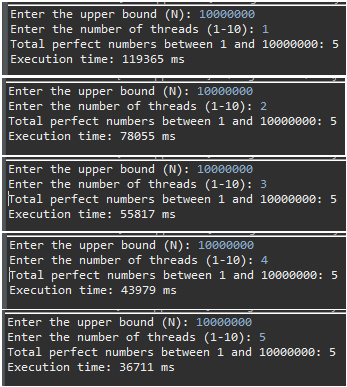 Enter the upper bound (N): 10000000
Enter the number of threads (1-10): 1
Total perfect numbers between 1 and 10000000: 5
Execution time: 119365 ms
Enter the upper bound (N): 10000000
Enter the number of threads (1-10): 2
Total perfect numbers between 1 and 10000000: 5
Execution time: 78055 ms
Enter the upper bound (N): 10000000
Enter the number of threads (1-10): 3
Total perfect numbers between 1 and 10000000: 5
Execution time: 55817 ms
Enter the upper bound (N): 10000000
Enter the number of threads (1-10): 4
Total perfect numbers between 1 and 10000000: 5
Execution time: 43979 ms
Enter the upper bound (N): 10000000
Enter the number of threads (1-10): 5
Total perfect numbers between 1 and 10000000: 5
Execution time: 36711 ms